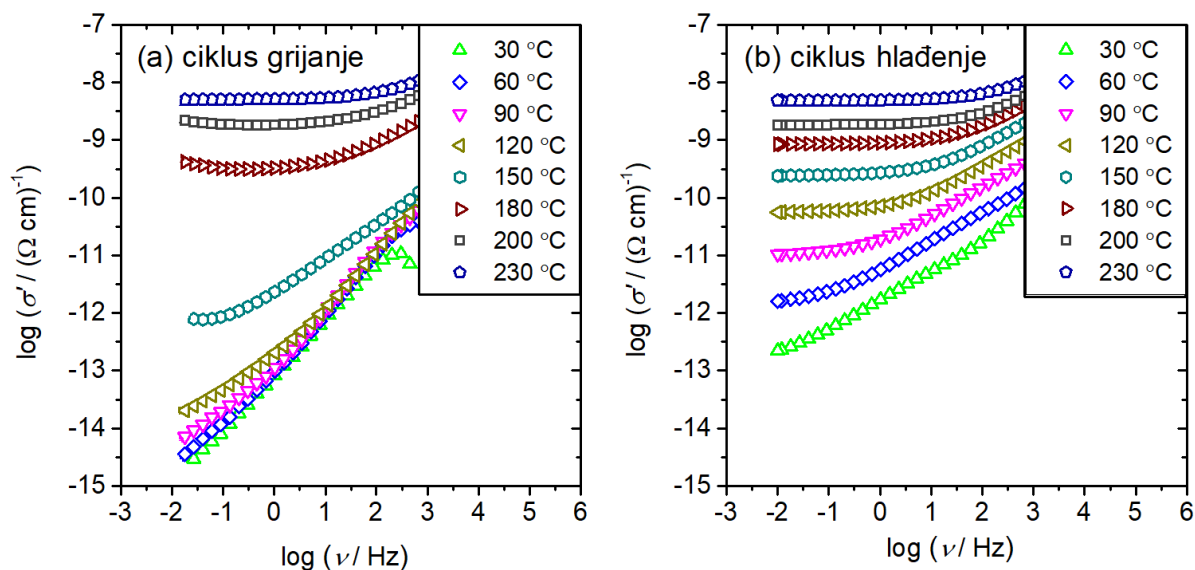 (a) ciklus grijanje
-7
-8
-9
-10
-11
-12
-13
-14
-15
log (σ′ / (Ω cm)⁻¹
-3 -2 -1 0 1 2 3 4 5 6
log (ν / Hz)
30 °C
60 °C
90 °C
120 °C
150 °C
180 °C
200 °C
230 °C
(b) ciklus hlađenje
-7
-8
-9
-10
-11
-12
-13
-14
-15
log (σ′ / (Ω cm)⁻¹
-3 -2 -1 0 1 2 3 4 5 6
log (ν / Hz)
30 °C
60 °C
90 °C
120 °C
150 °C
180 °C
200 °C
230 °C